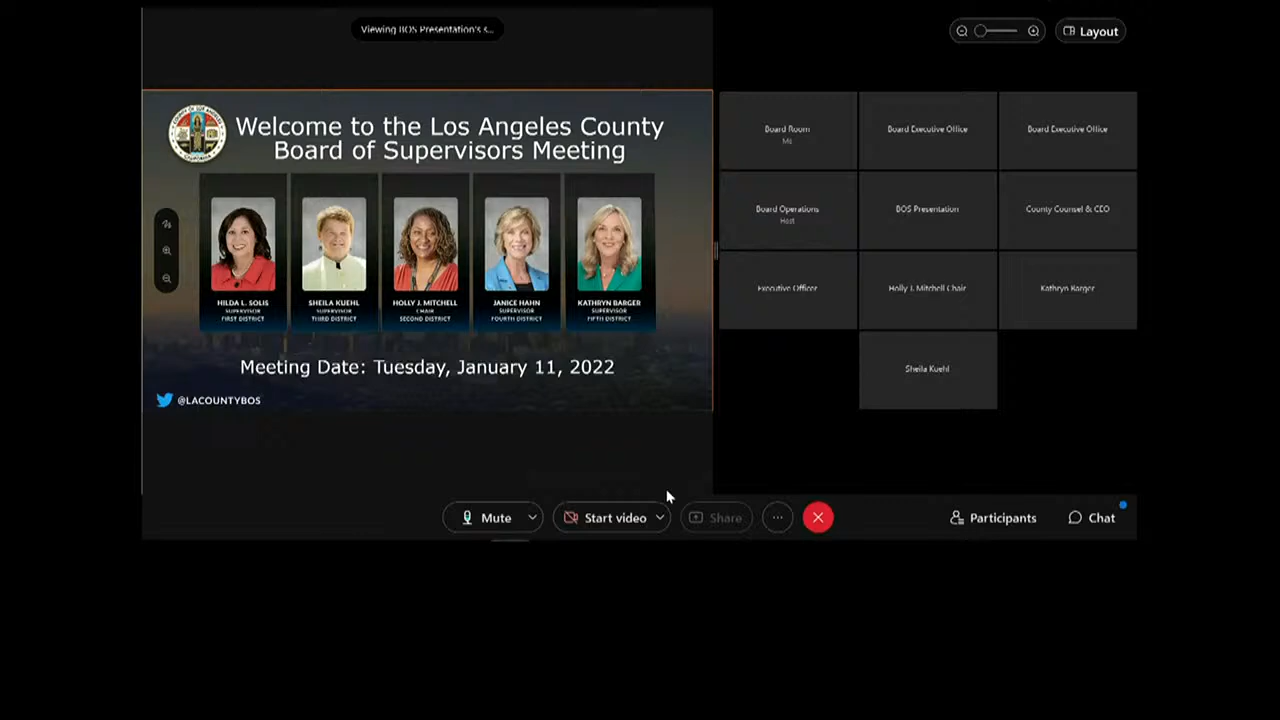 Viewing BOS Presentation's s...
Layout
Welcome to the Los Angeles County
Board of Supervisors Meeting
HILDA L. SOLIS
SUPERVISOR
FIRST DISTRICT
SHEILA KUEHL
SUPERVISOR
THIRD DISTRICT
HOLLY J. MITCHELL
CHAIR
SECOND DISTRICT
JANICE HAHN
SUPERVISOR
FOURTH DISTRICT
KATHRYN BARGER
SUPERVISOR
FIFTH DISTRICT
Meeting Date: Tuesday, January 11, 2022
@LACOUNTYBOS
Board Room
Me
Board Executive Office
Board Executive Office
Board Operations
Host
BOS Presentation
County Counsel & CEO
Executive Officer
Holly J. Mitchell Chair
Kathryn Barger
Sheila Kuehl
Mute
Start video
Share
Participants
Chat